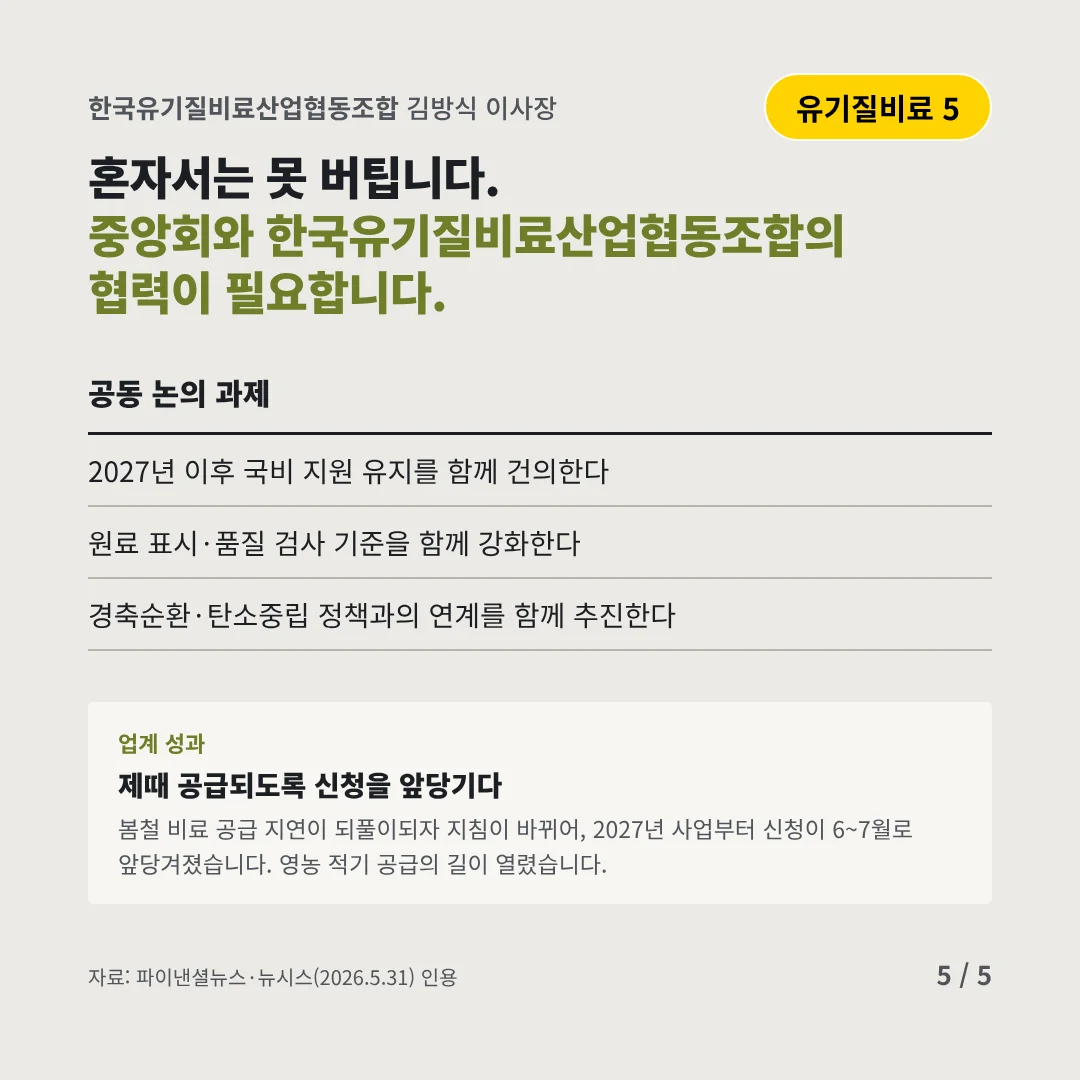 한국유기질비료산업협동조합 김방식 이사장
유기질비료 5
혼자서는 못 버팁니다.
중앙회와 한국유기질비료산업협동조합의
협력이 필요합니다.
공동 논의 과제
2027년 이후 국비 지원 유지를 함께 건의한다
원료 표시·품질 검사 기준을 함께 강화한다
경축순환·탄소중립 정책과의 연계를 함께 추진한다
업계 성과
제때 공급되도록 신청을 앞당기다
봄철 비료 공급 지연이 되풀이되자 지침이 바뀌어, 2027년 사업부터 신청이 6~7월로
앞당겨졌습니다. 영농 적기 공급의 길이 열렸습니다.
자료: 파이낸셜뉴스·뉴시스(2026.5.31) 인용
5 / 5